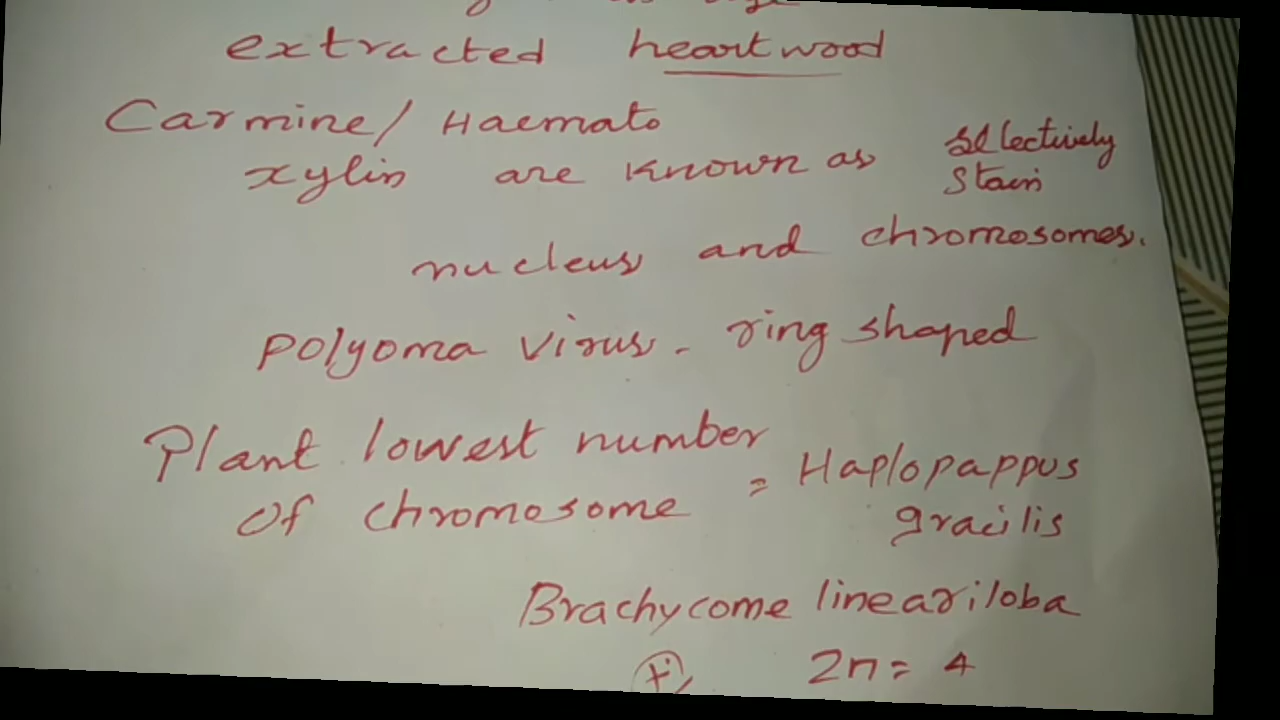 extracted heartwood
Carmine/ Haemato
xylin are known as selectively
stain
nucleus and chromosomes.
Polyoma virus - ring shaped
Plant lowest number
of chromosome = Haplopappus
gracilis
Brachycome lineariloba
2n = 4